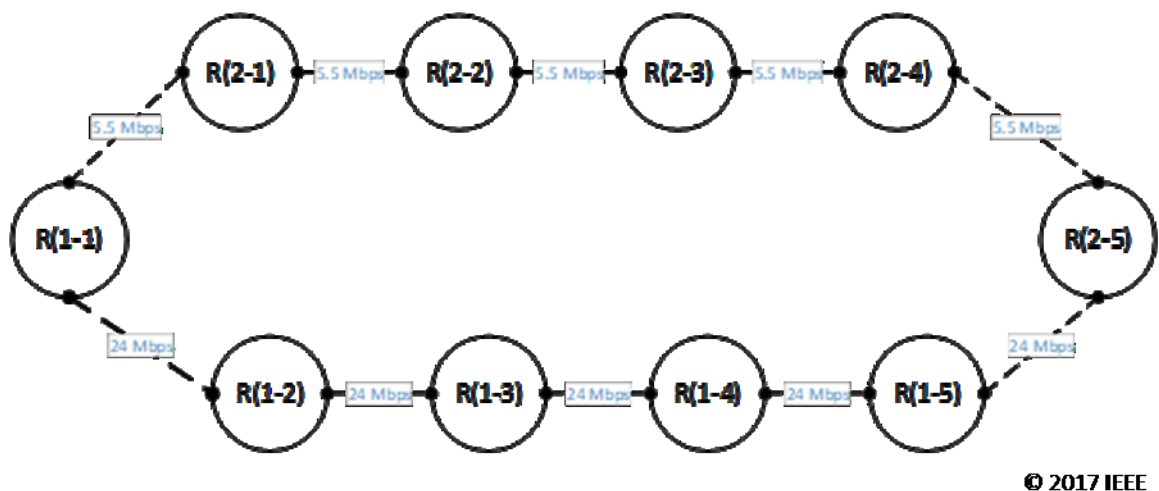 R(2-1) 5.5 Mbps R(2-2) 5.5 Mbps R(2-3) 5.5 Mbps R(2-4)
5.5 Mbps 5.5 Mbps
R(1-1) R(2-5)
24 Mbps 24 Mbps
R(1-2) 24 Mbps R(1-3) 24 Mbps R(1-4) 24 Mbps R(1-5)
© 2017 IEEE